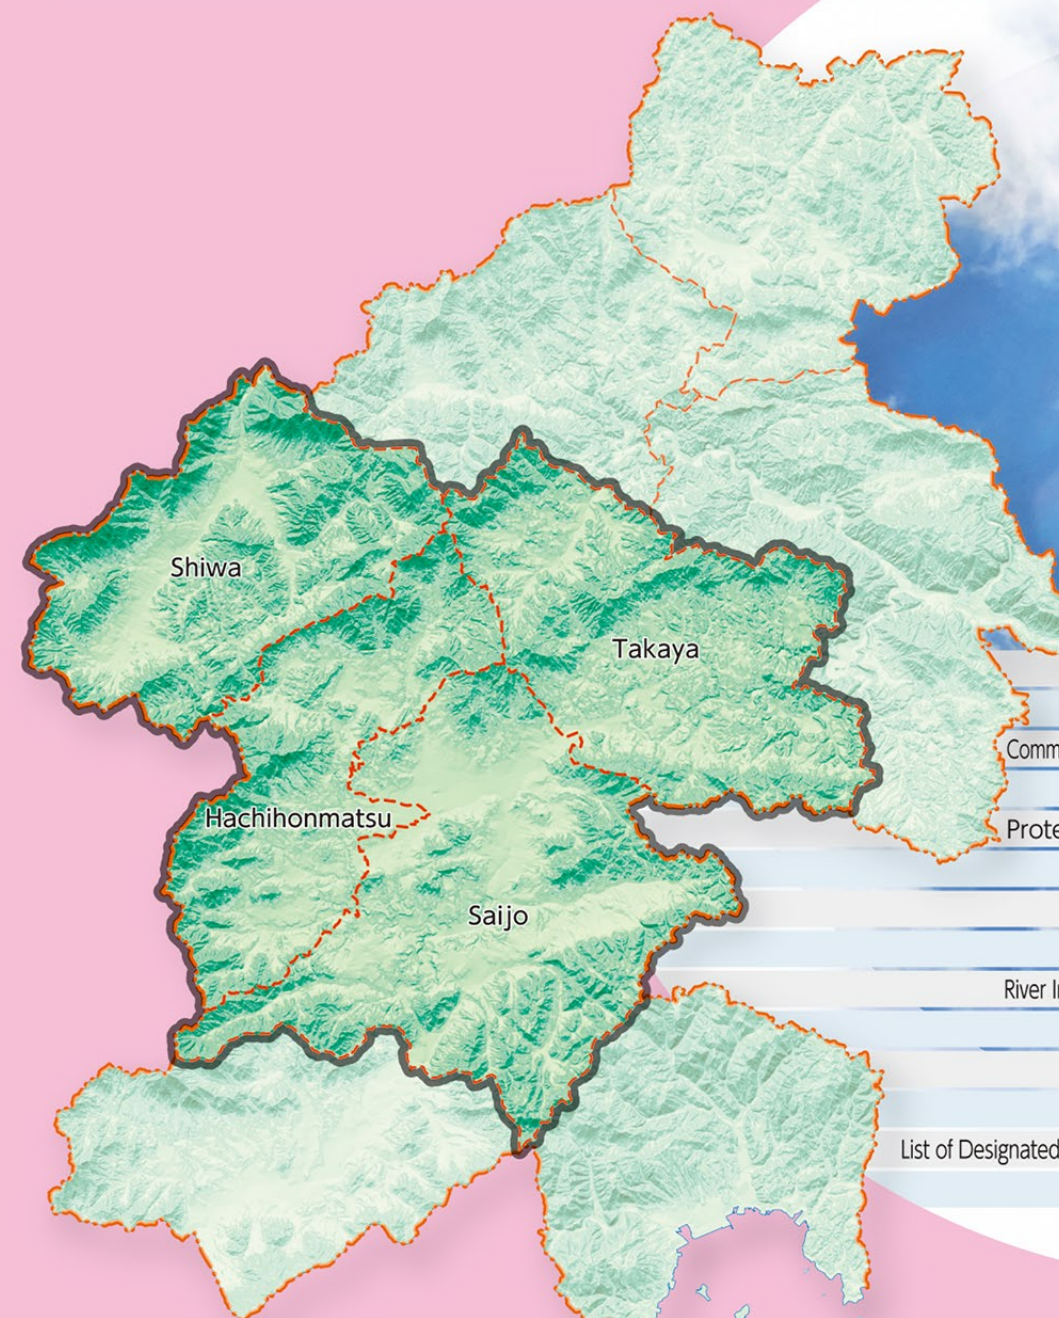 Shiwa
Takaya
Comm
Hachihonmatsu
Prote
Saijo
River I
List of Designated